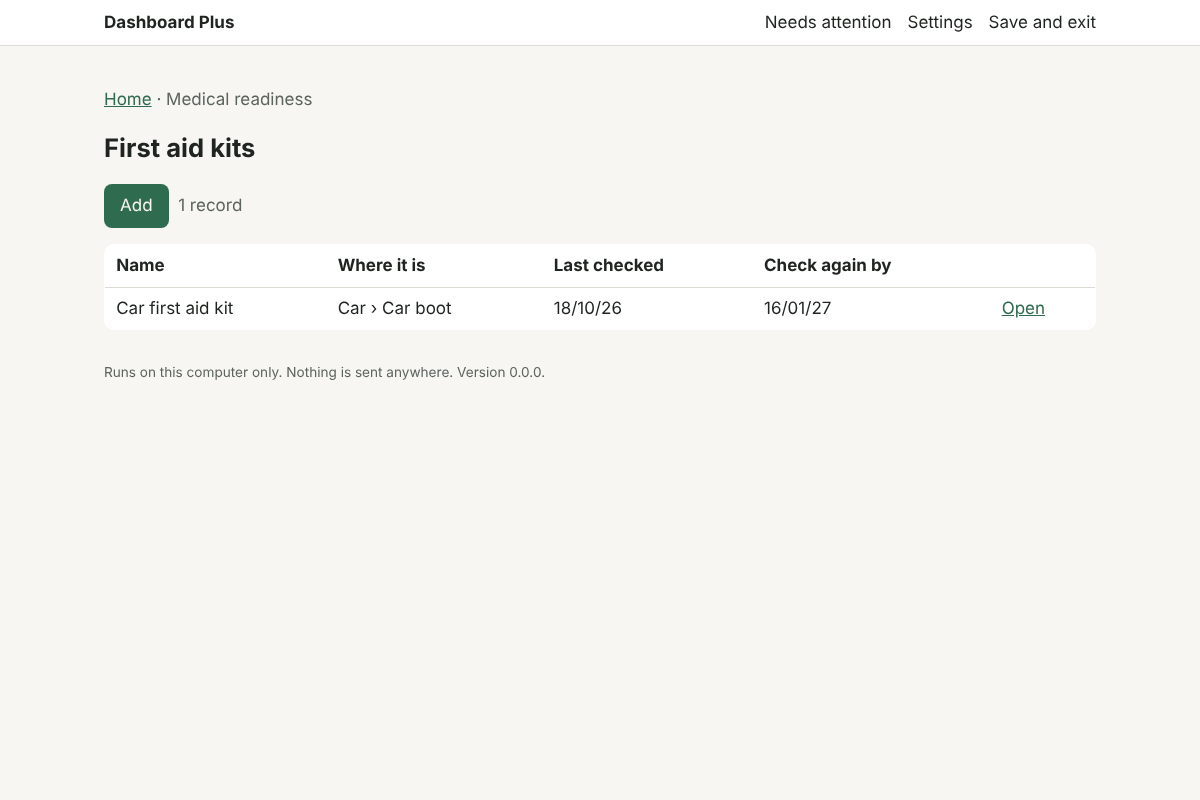 Dashboard Plus Needs attention Settings Save and exit
Home · Medical readiness
First aid kits
Add 1 record
Name Where it is Last checked Check again by
Car first aid kit Car › Car boot 18/10/26 16/01/27 Open
Runs on this computer only. Nothing is sent anywhere. Version 0.0.0.